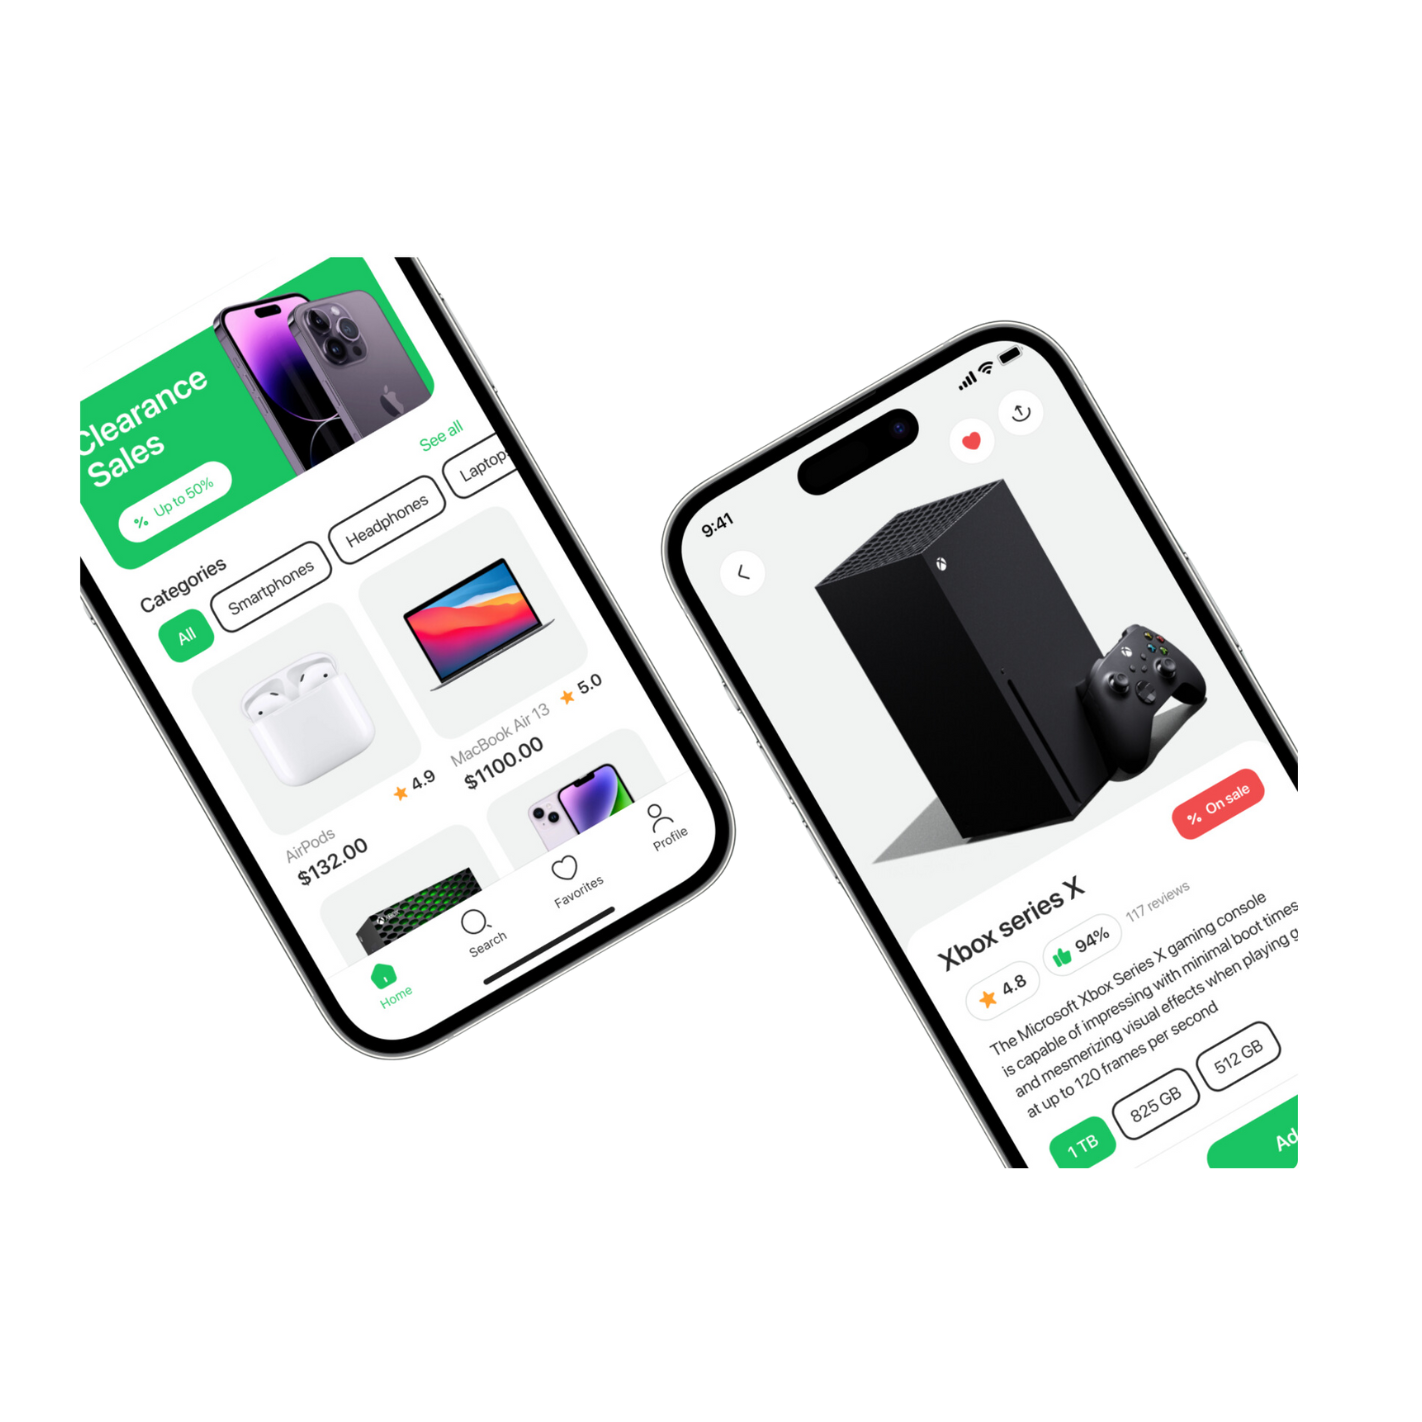 Clearance
Sales
Up to 50%
See all
Categories
All
Smartphones
Headphones
Laptops
AirPods
4.9
$132.00
MacBook Air 13
5.0
$1100.00
Home
Search
Favorites
Profile
9:41
On sale
Xbox series X
4.8
94%
117 reviews
The Microsoft Xbox Series X gaming console
is capable of impressing with minimal boot times
and mesmerizing visual effects when playing g
at up to 120 frames per second
1 TB
825 GB
512 GB
Ad